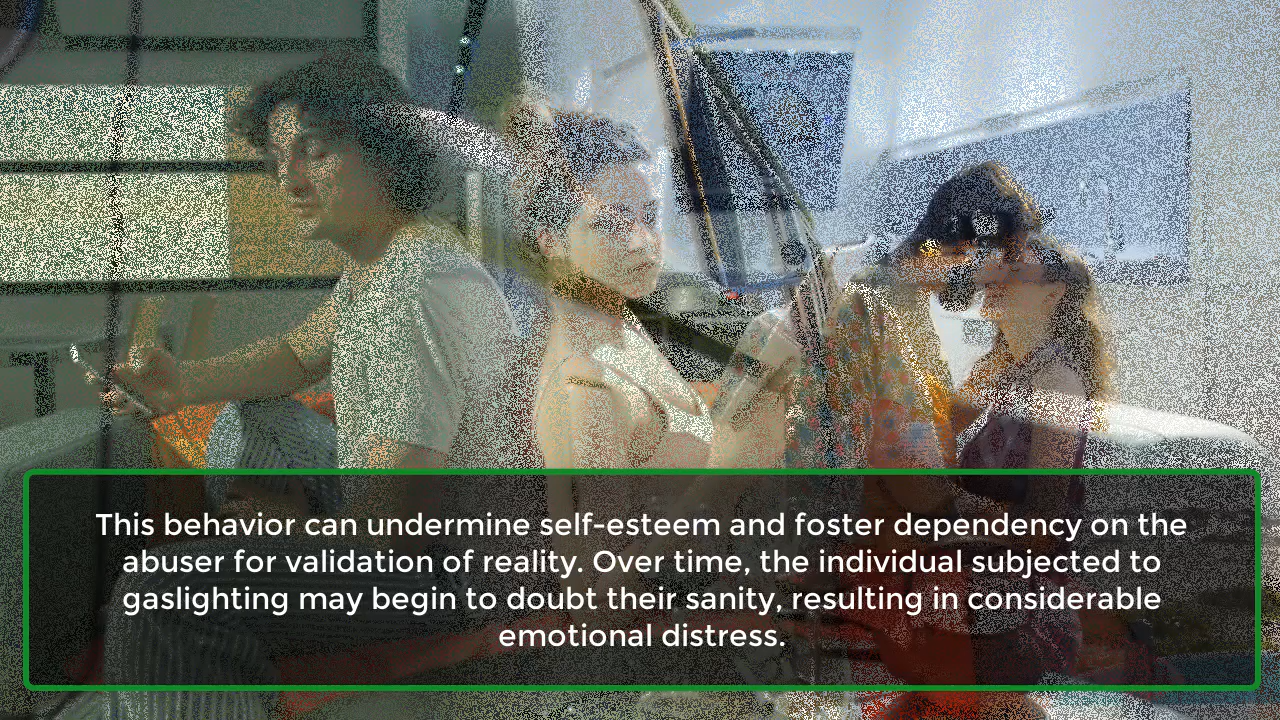 This behavior can undermine self-esteem and foster dependency on the
abuser for validation of reality. Over time, the individual subjected to
gaslighting may begin to doubt their sanity, resulting in considerable
emotional distress.